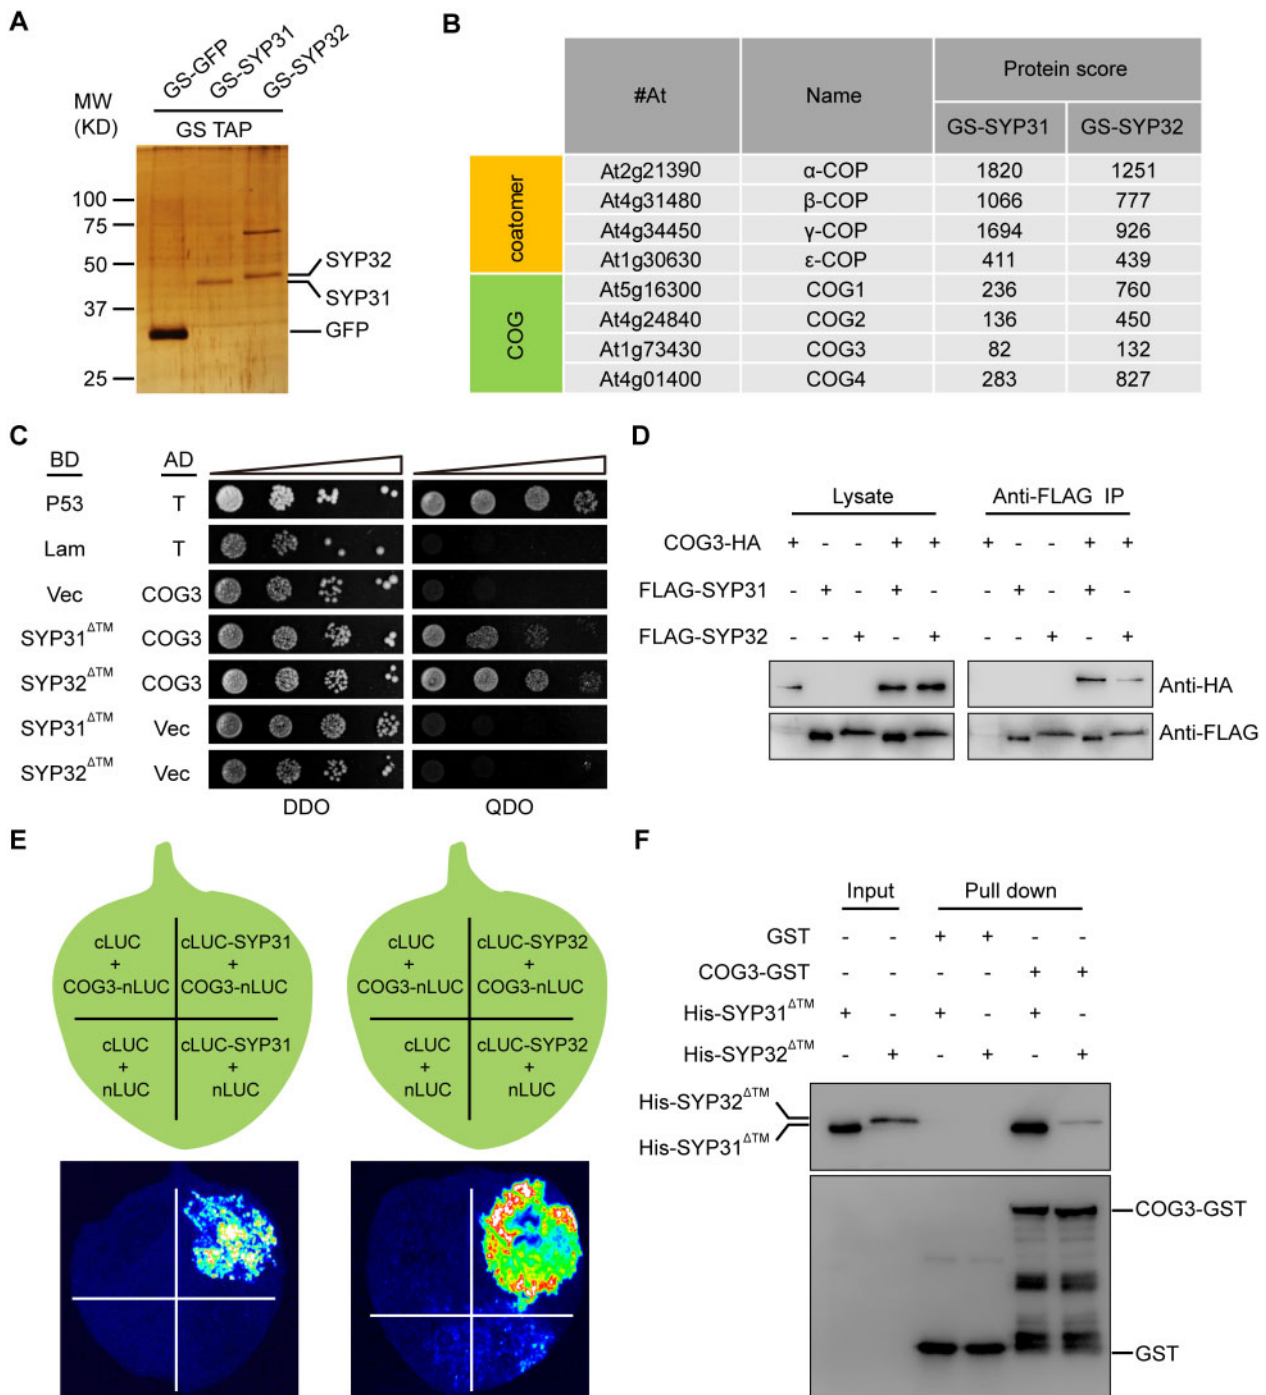 A
GS-GFP
GS-SYP31
GS-SYP32
MW
(KD)
GS TAP
100
75
50
37
25
SYP32
SYP31
GFP
B
#At Name Protein score
GS-SYP31 GS-SYP32
coatomer
At2g21390 α-COP 1820 1251
At4g31480 β-COP 1066 777
At4g34450 γ-COP 1694 926
At1g30630 ε-COP 411 439
COG
At5g16300 COG1 236 760
At4g24840 COG2 136 450
At1g73430 COG3 82 132
At4g01400 COG4 283 827
C
BD AD
P53 T
Lam T
Vec COG3
SYP31ΔTM COG3
SYP32ΔTM COG3
SYP31ΔTM Vec
SYP32ΔTM Vec
DDO QDO
D
Lysate Anti-FLAG IP
COG3-HA + - - + + + - - + +
FLAG-SYP31 - + - + - - + - + -
FLAG-SYP32 - - + - + - - + - +
Anti-HA
Anti-FLAG
E
cLUC
+
COG3-nLUC
cLUC-SYP31
+
COG3-nLUC
cLUC
+
nLUC
cLUC-SYP31
+
nLUC
cLUC
+
COG3-nLUC
cLUC-SYP32
+
COG3-nLUC
cLUC
+
nLUC
cLUC-SYP32
+
nLUC
F
Input Pull down
GST - - + + - -
COG3-GST - - - - + +
His-SYP31ΔTM + - + - + -
His-SYP32ΔTM - + - + - +
His-SYP32ΔTM
His-SYP31ΔTM
COG3-GST
GST